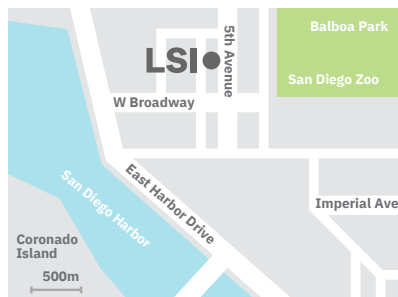 Balboa Park
5th Avenue
LSI
San Diego Zoo
W Broadway
East Harbor Drive
San Diego Harbor
Imperial Ave
Coronado
Island
500m